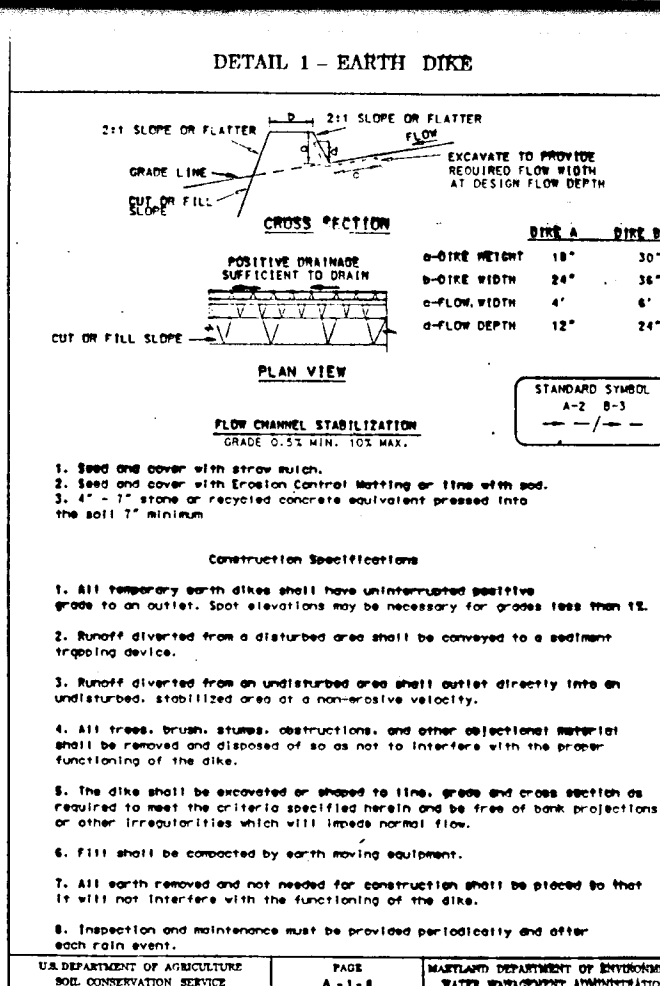 DETAIL 1 – EARTH DIKE
b
2:1 SLOPE OR FLATTER
2:1 SLOPE OR FLATTER
FLOW
a
d
GRADE LINE
EXCAVATE TO PROVIDE
REQUIRED FLOW WIDTH
AT DESIGN FLOW DEPTH
c
CUT OR FILL
SLOPE
CROSS SECTION
DIKE A DIKE B
a-DIKE HEIGHT 18" 30"
b-DIKE WIDTH 24" 36"
c-FLOW WIDTH 4' 6'
d-FLOW DEPTH 12" 24"
POSITIVE DRAINAGE
SUFFICIENT TO DRAIN
CUT OR FILL SLOPE
PLAN VIEW
STANDARD SYMBOL
A-2 B-3
/
FLOW CHANNEL STABILIZATION
GRADE 0.5% MIN. 10% MAX.
1. Seed and cover with straw mulch.
2. Seed and cover with Erosion Control Matting or line with sod.
3. 4" - 7" stone or recycled concrete equivalent pressed into
the soil 7" minimum
Construction Specifications
1. All temporary earth dikes shall have uninterrupted positive
grade to an outlet. Spot elevations may be necessary for grades less than 1%.
2. Runoff diverted from a disturbed area shall be conveyed to a sediment
trapping device.
3. Runoff diverted from an undisturbed area shall outlet directly into an
undisturbed, stabilized area at a non-erosive velocity.
4. All trees, brush, stumps, obstructions, and other objectional material
shall be removed and disposed of so as not to interfere with the proper
functioning of the dike.
5. The dike shall be excavated or shaped to line, grade and cross section as
required to meet the criteria specified herein and be free of bank projections
or other irregularities which will impede normal flow.
6. Fill shall be compacted by earth moving equipment.
7. All earth removed and not needed for construction shall be placed so that
it will not interfere with the functioning of the dike.
8. Inspection and maintenance must be provided periodically and after
each rain event.
U.S. DEPARTMENT OF AGRICULTURE
SOIL CONSERVATION SERVICE
PAGE
A - 1 - 6
MARYLAND DEPARTMENT OF ENVIRONME
WATER MANAGEMENT ADMINISTRATIO